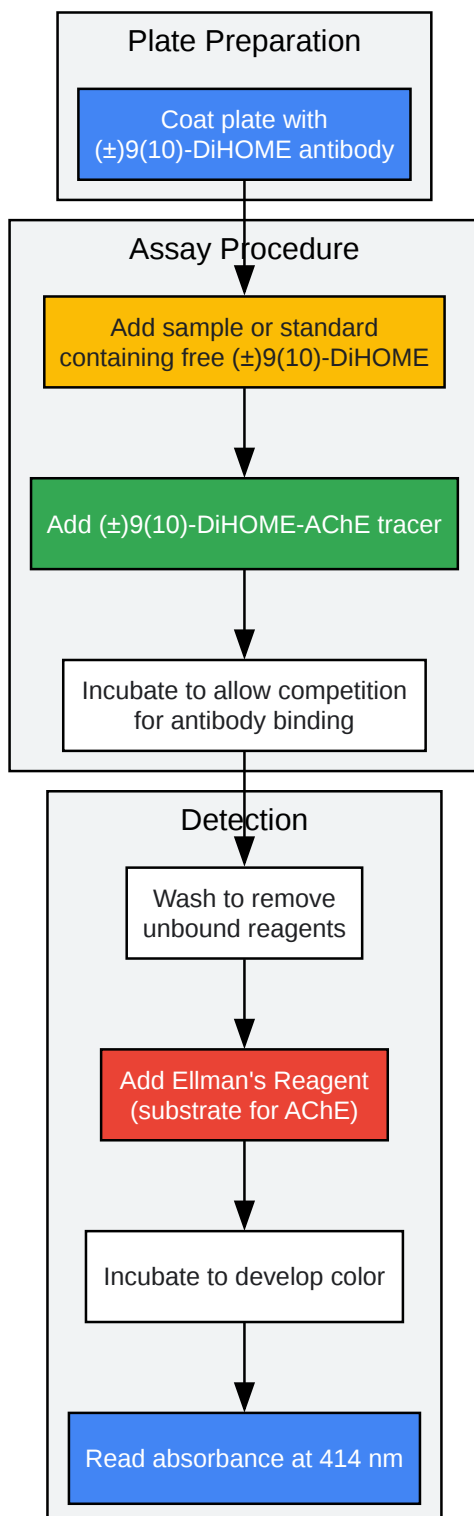 Plate Preparation
Coat plate with
(±)9(10)-DiHOME antibody
Assay Procedure
Add sample or standard
containing free (±)9(10)-DiHOME
Add (±)9(10)-DiHOME-AChE tracer
Incubate to allow competition
for antibody binding
Detection
Wash to remove
unbound reagents
Add Ellman's Reagent
(substrate for AChE)
Incubate to develop color
Read absorbance at 414 nm